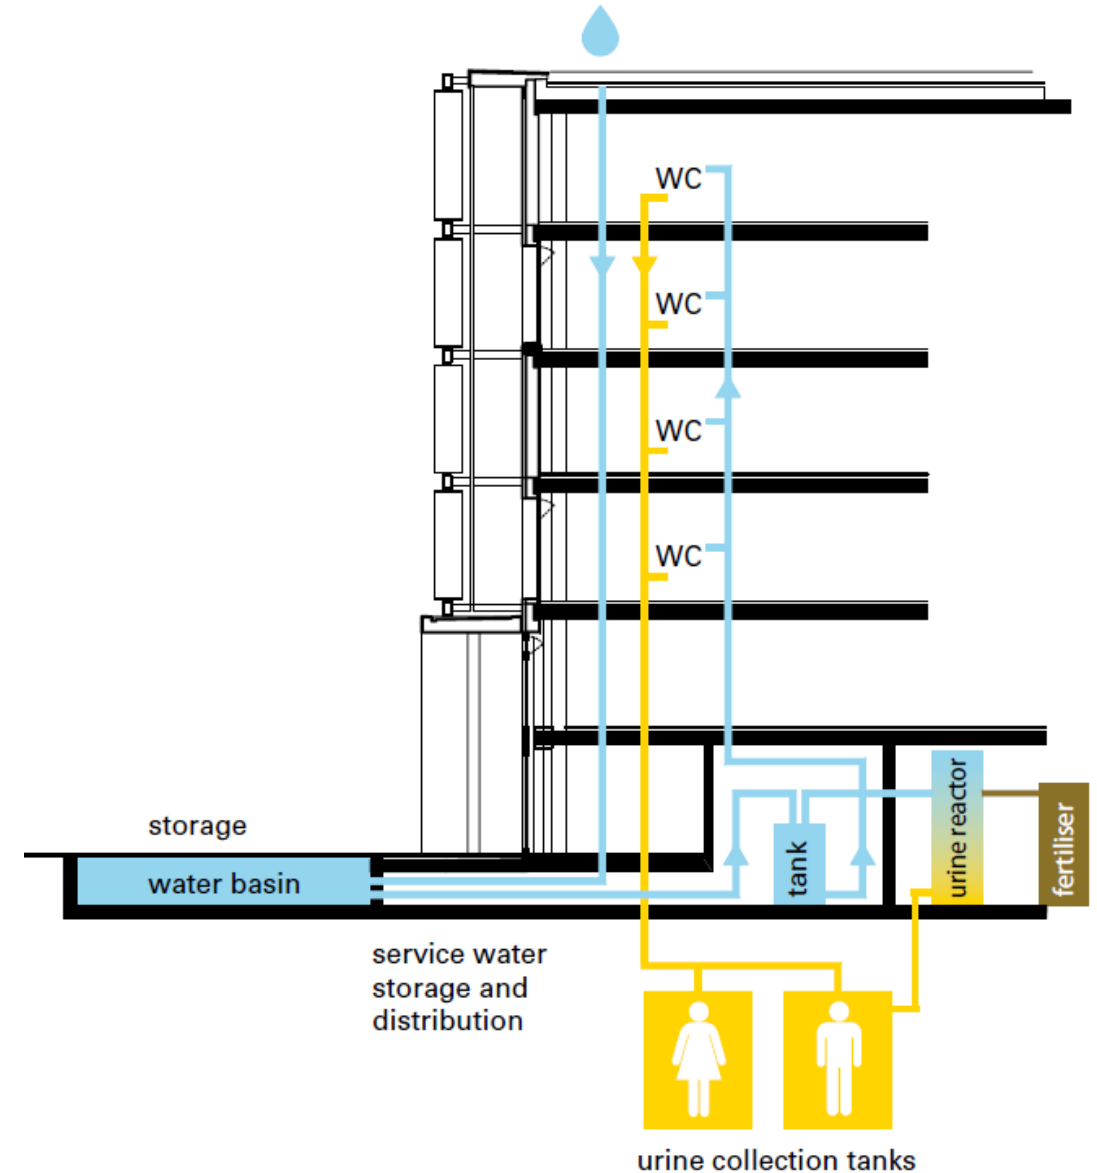 WC
WC
WC
WC
storage
water basin
tank
urine reactor
fertiliser
service water
storage and
distribution
urine collection tanks